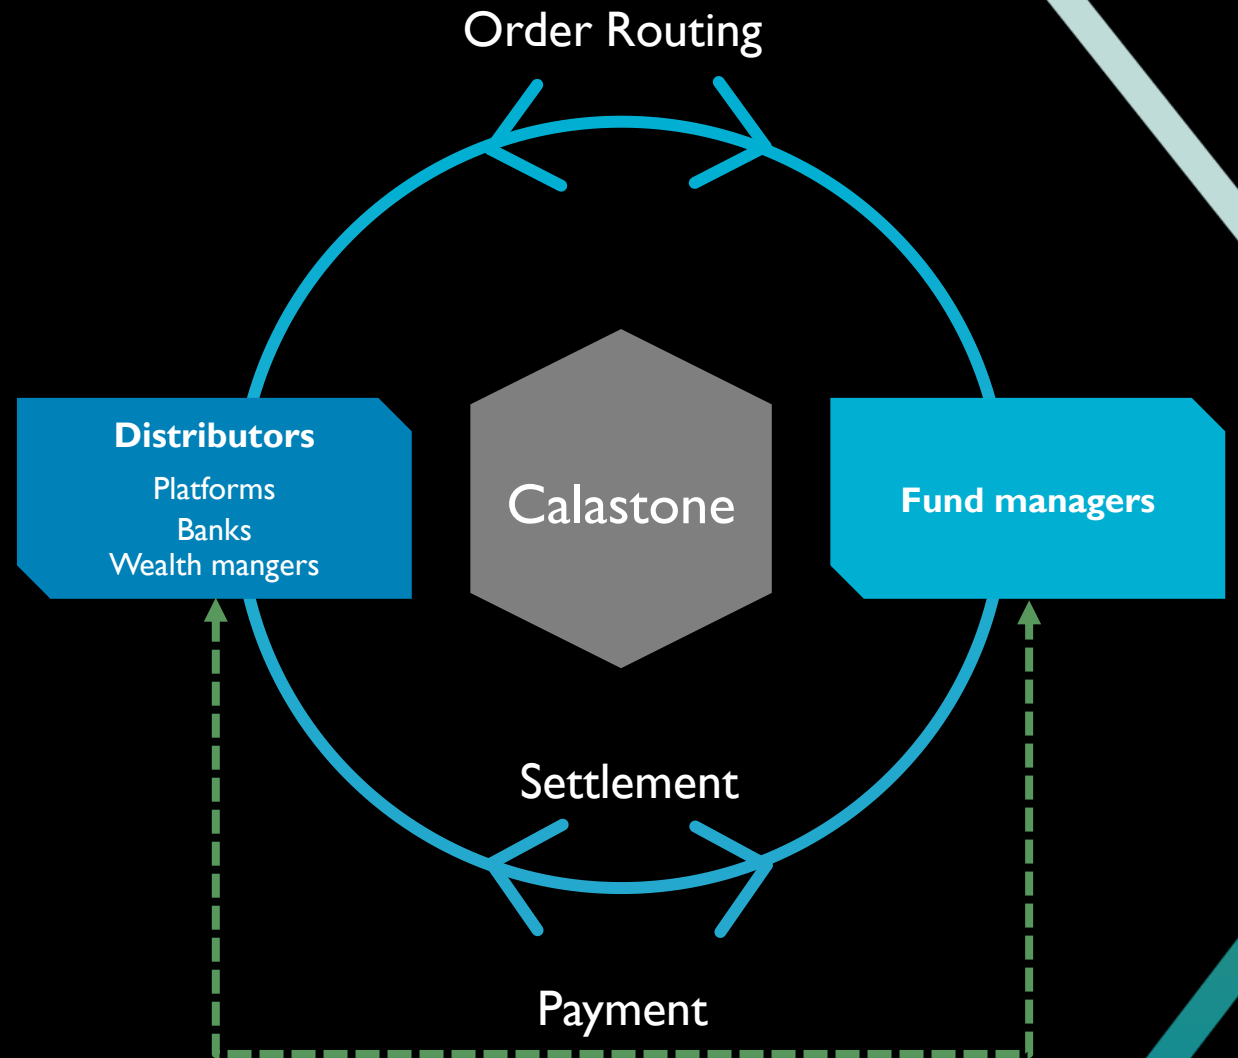 Order Routing
Distributors
Platforms
Banks
Wealth mangers
Calastone
Fund managers
Settlement
Payment